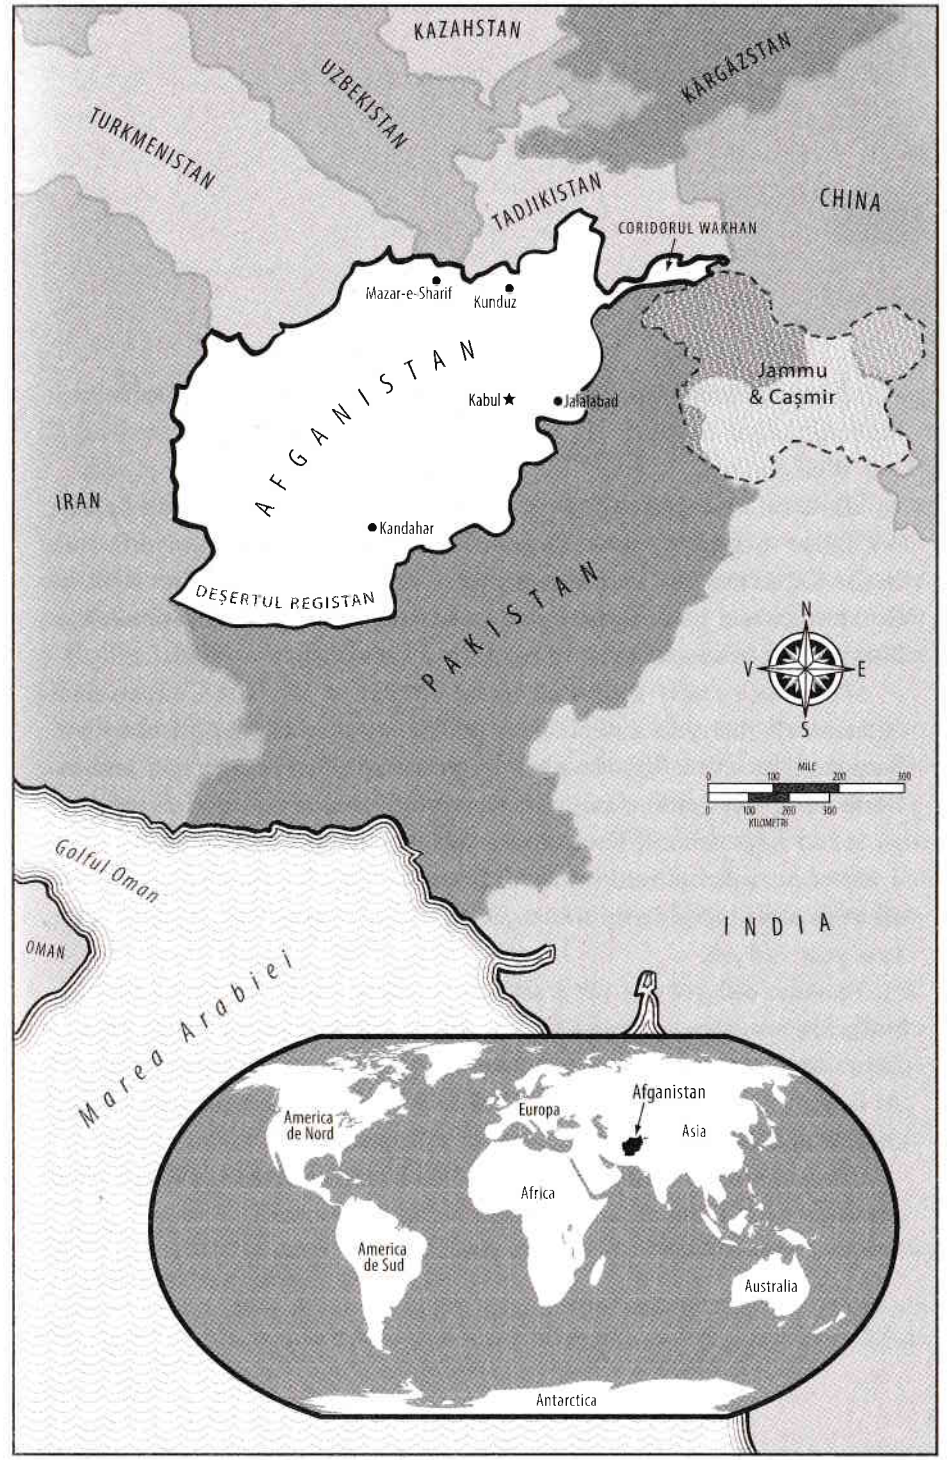 KAZAHSTAN
KÂRGÂZSTAN
UZBEKISTAN
TURKMENISTAN
TADJIKISTAN
CHINA
CORIDORUL WAKHAN
Mazar-e-Sharif
Kunduz
AFGANISTAN
Jammu
& Cașmir
Kabul
Jalalabad
IRAN
Kandahar
DEȘERTUL REGISTAN
PAKISTAN
N
V
E
S
MILE
0 100 200 300
0 100 200 300
KILOMETRI
Golful Oman
OMAN
INDIA
Marea Arabiei
Afganistan
Europa
America
de Nord
Asia
Africa
America
de Sud
Australia
Antarctica